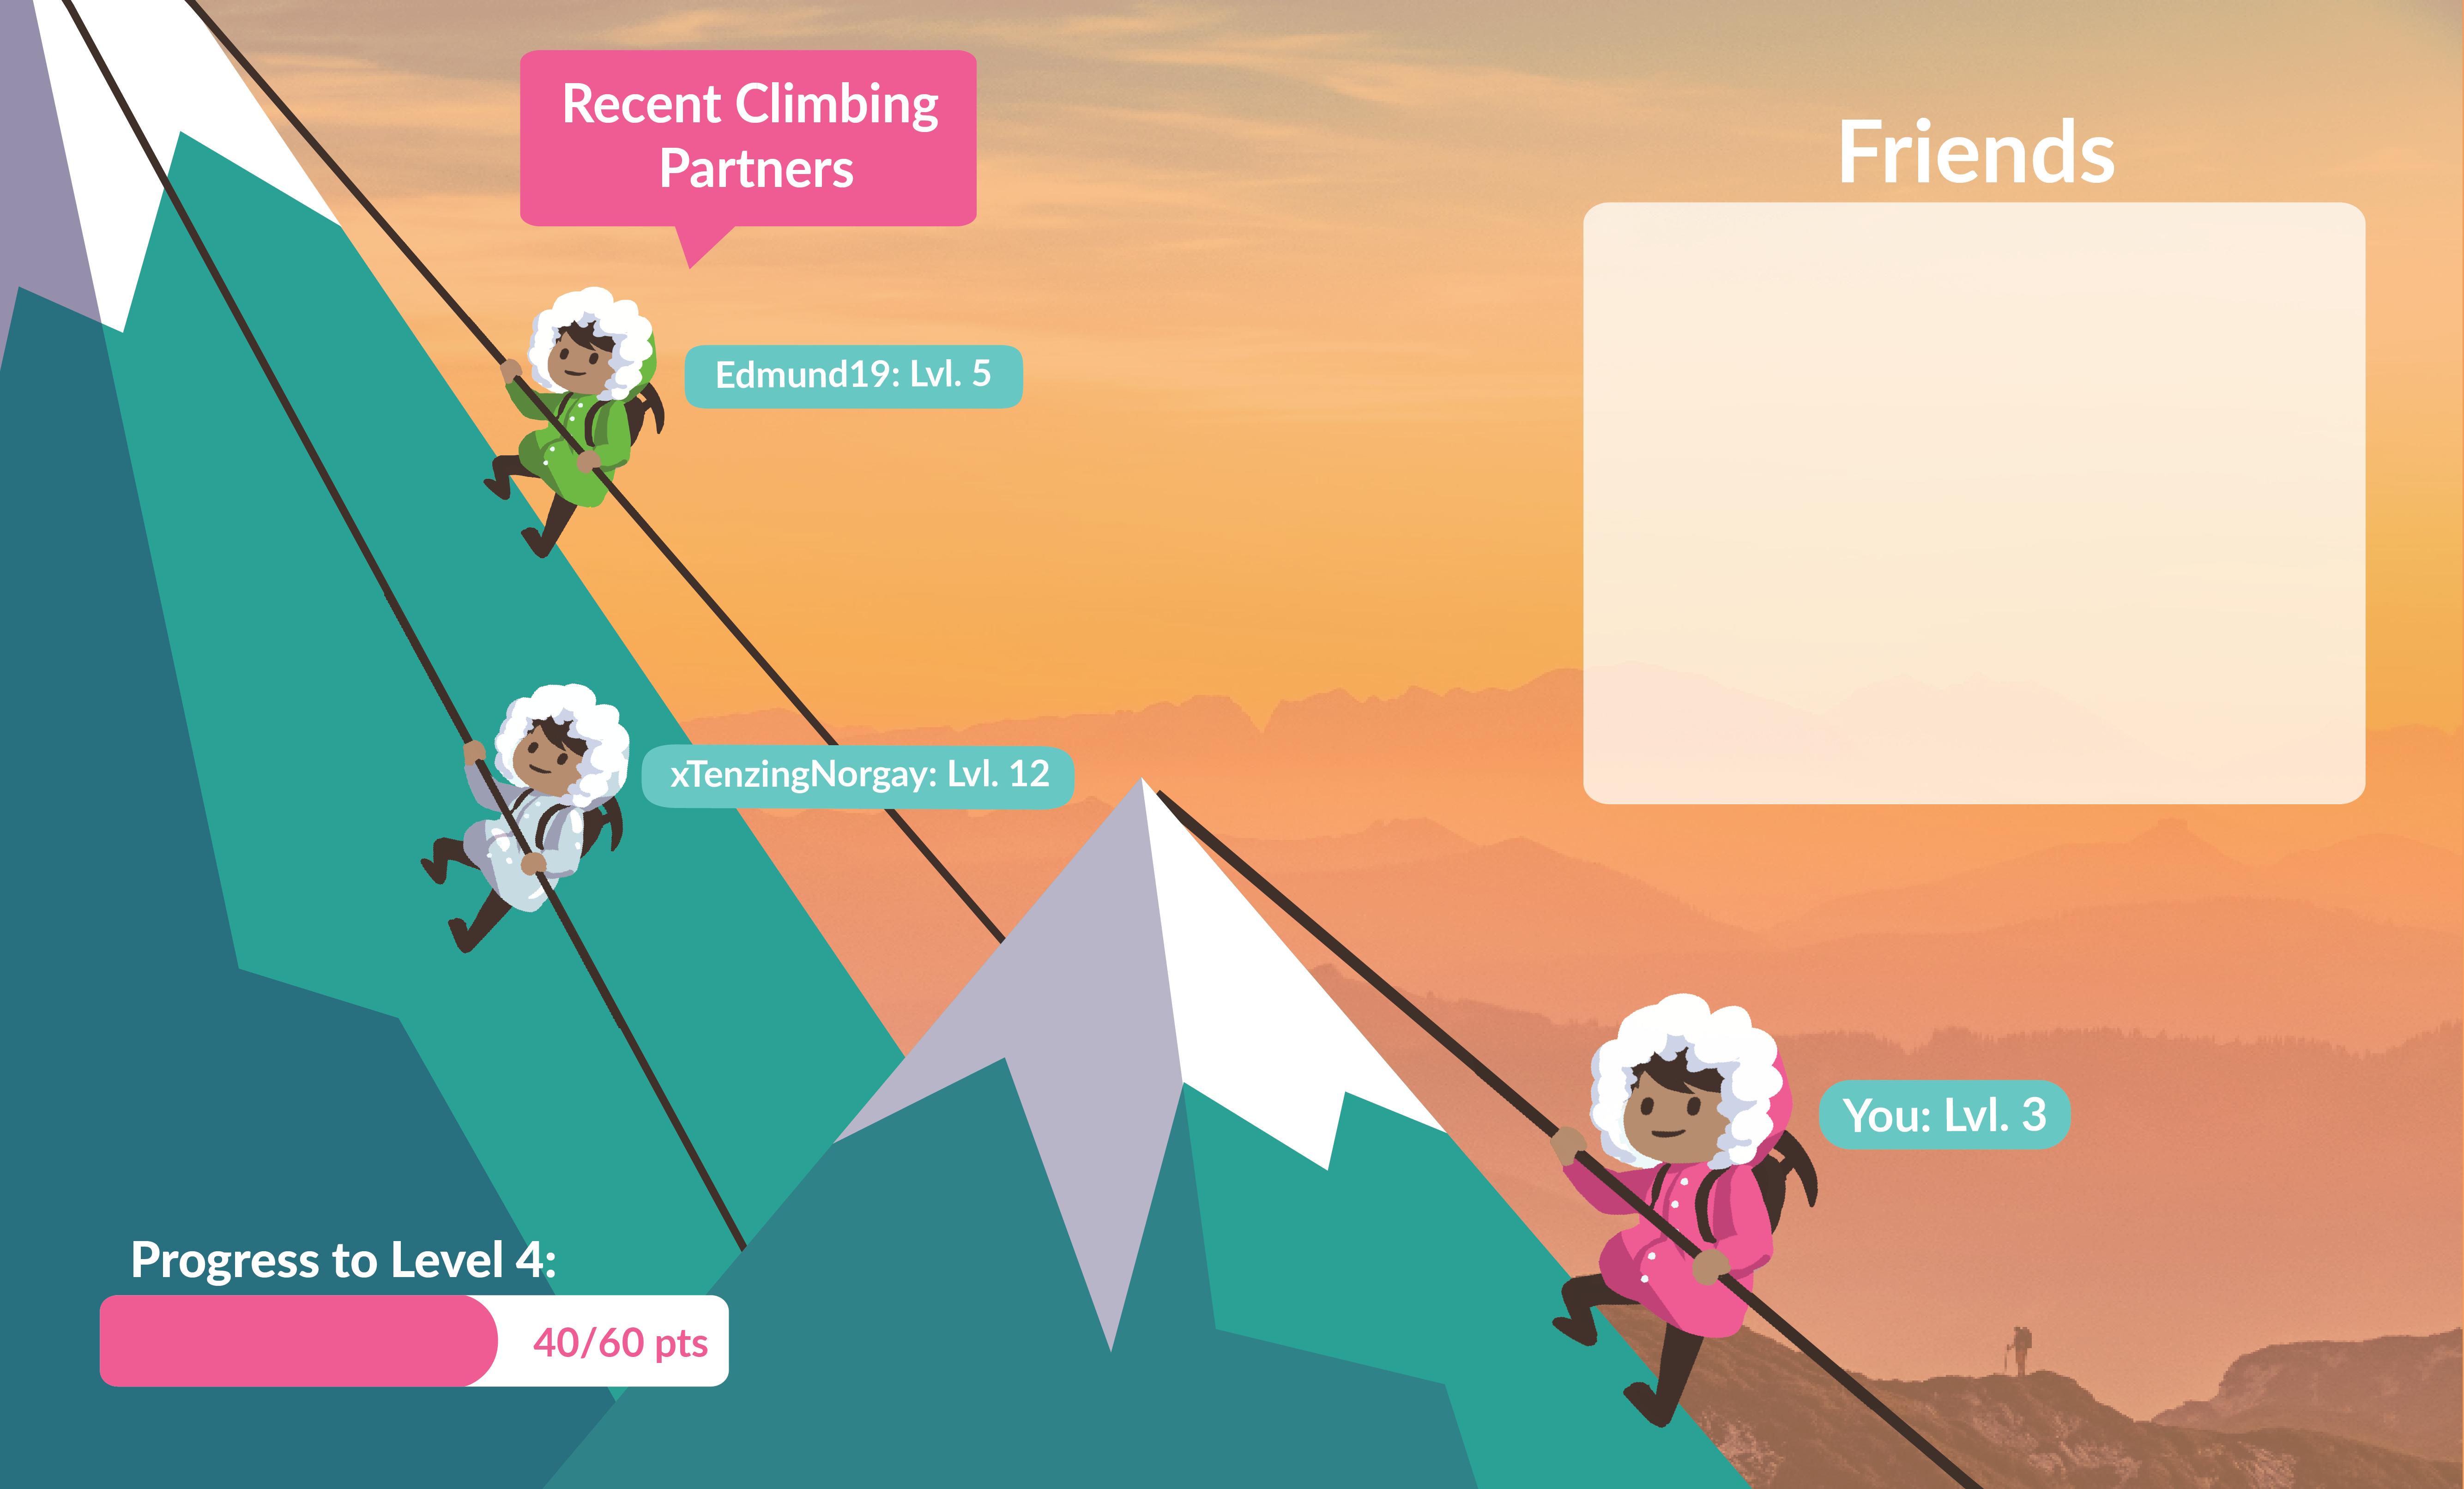 Recent Climbing
Partners
Friends
Edmund19: Lvl. 5
xTenzingNorgay: Lvl. 12
You: Lvl. 3
Progress to Level 4:
40/60 pts